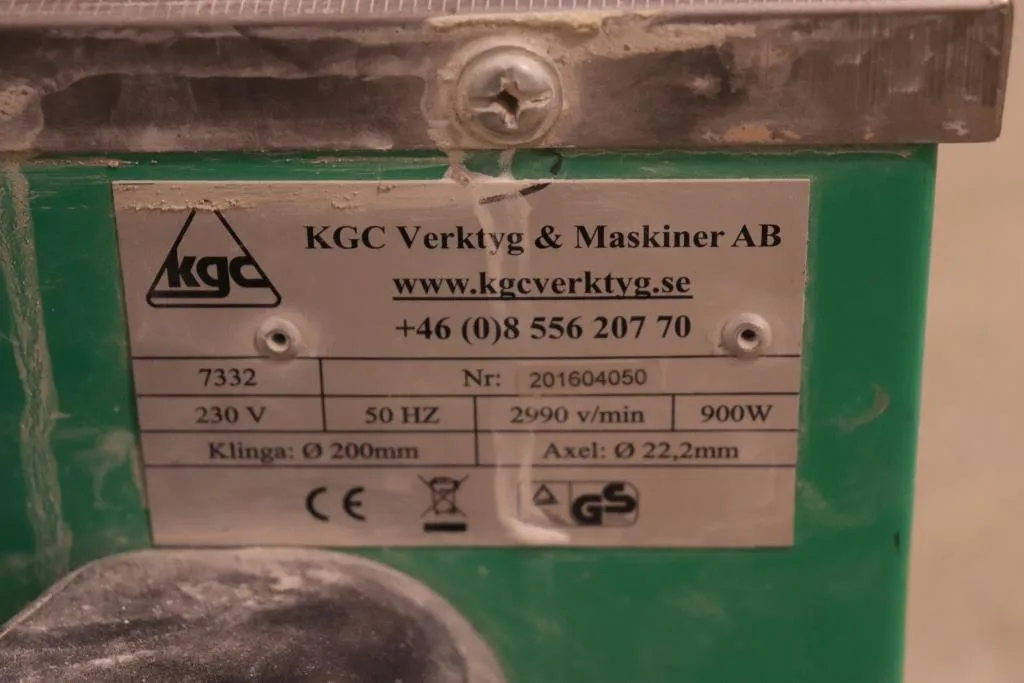 kgc
KGC Verktyg & Maskiner AB
www.kgcverktyg.se
+46 (0)8 556 207 70
7332 Nr: 201604050
230 V 50 HZ 2990 v/min 900W
Klinga: Ø 200mm Axel: Ø 22,2mm
CE GS